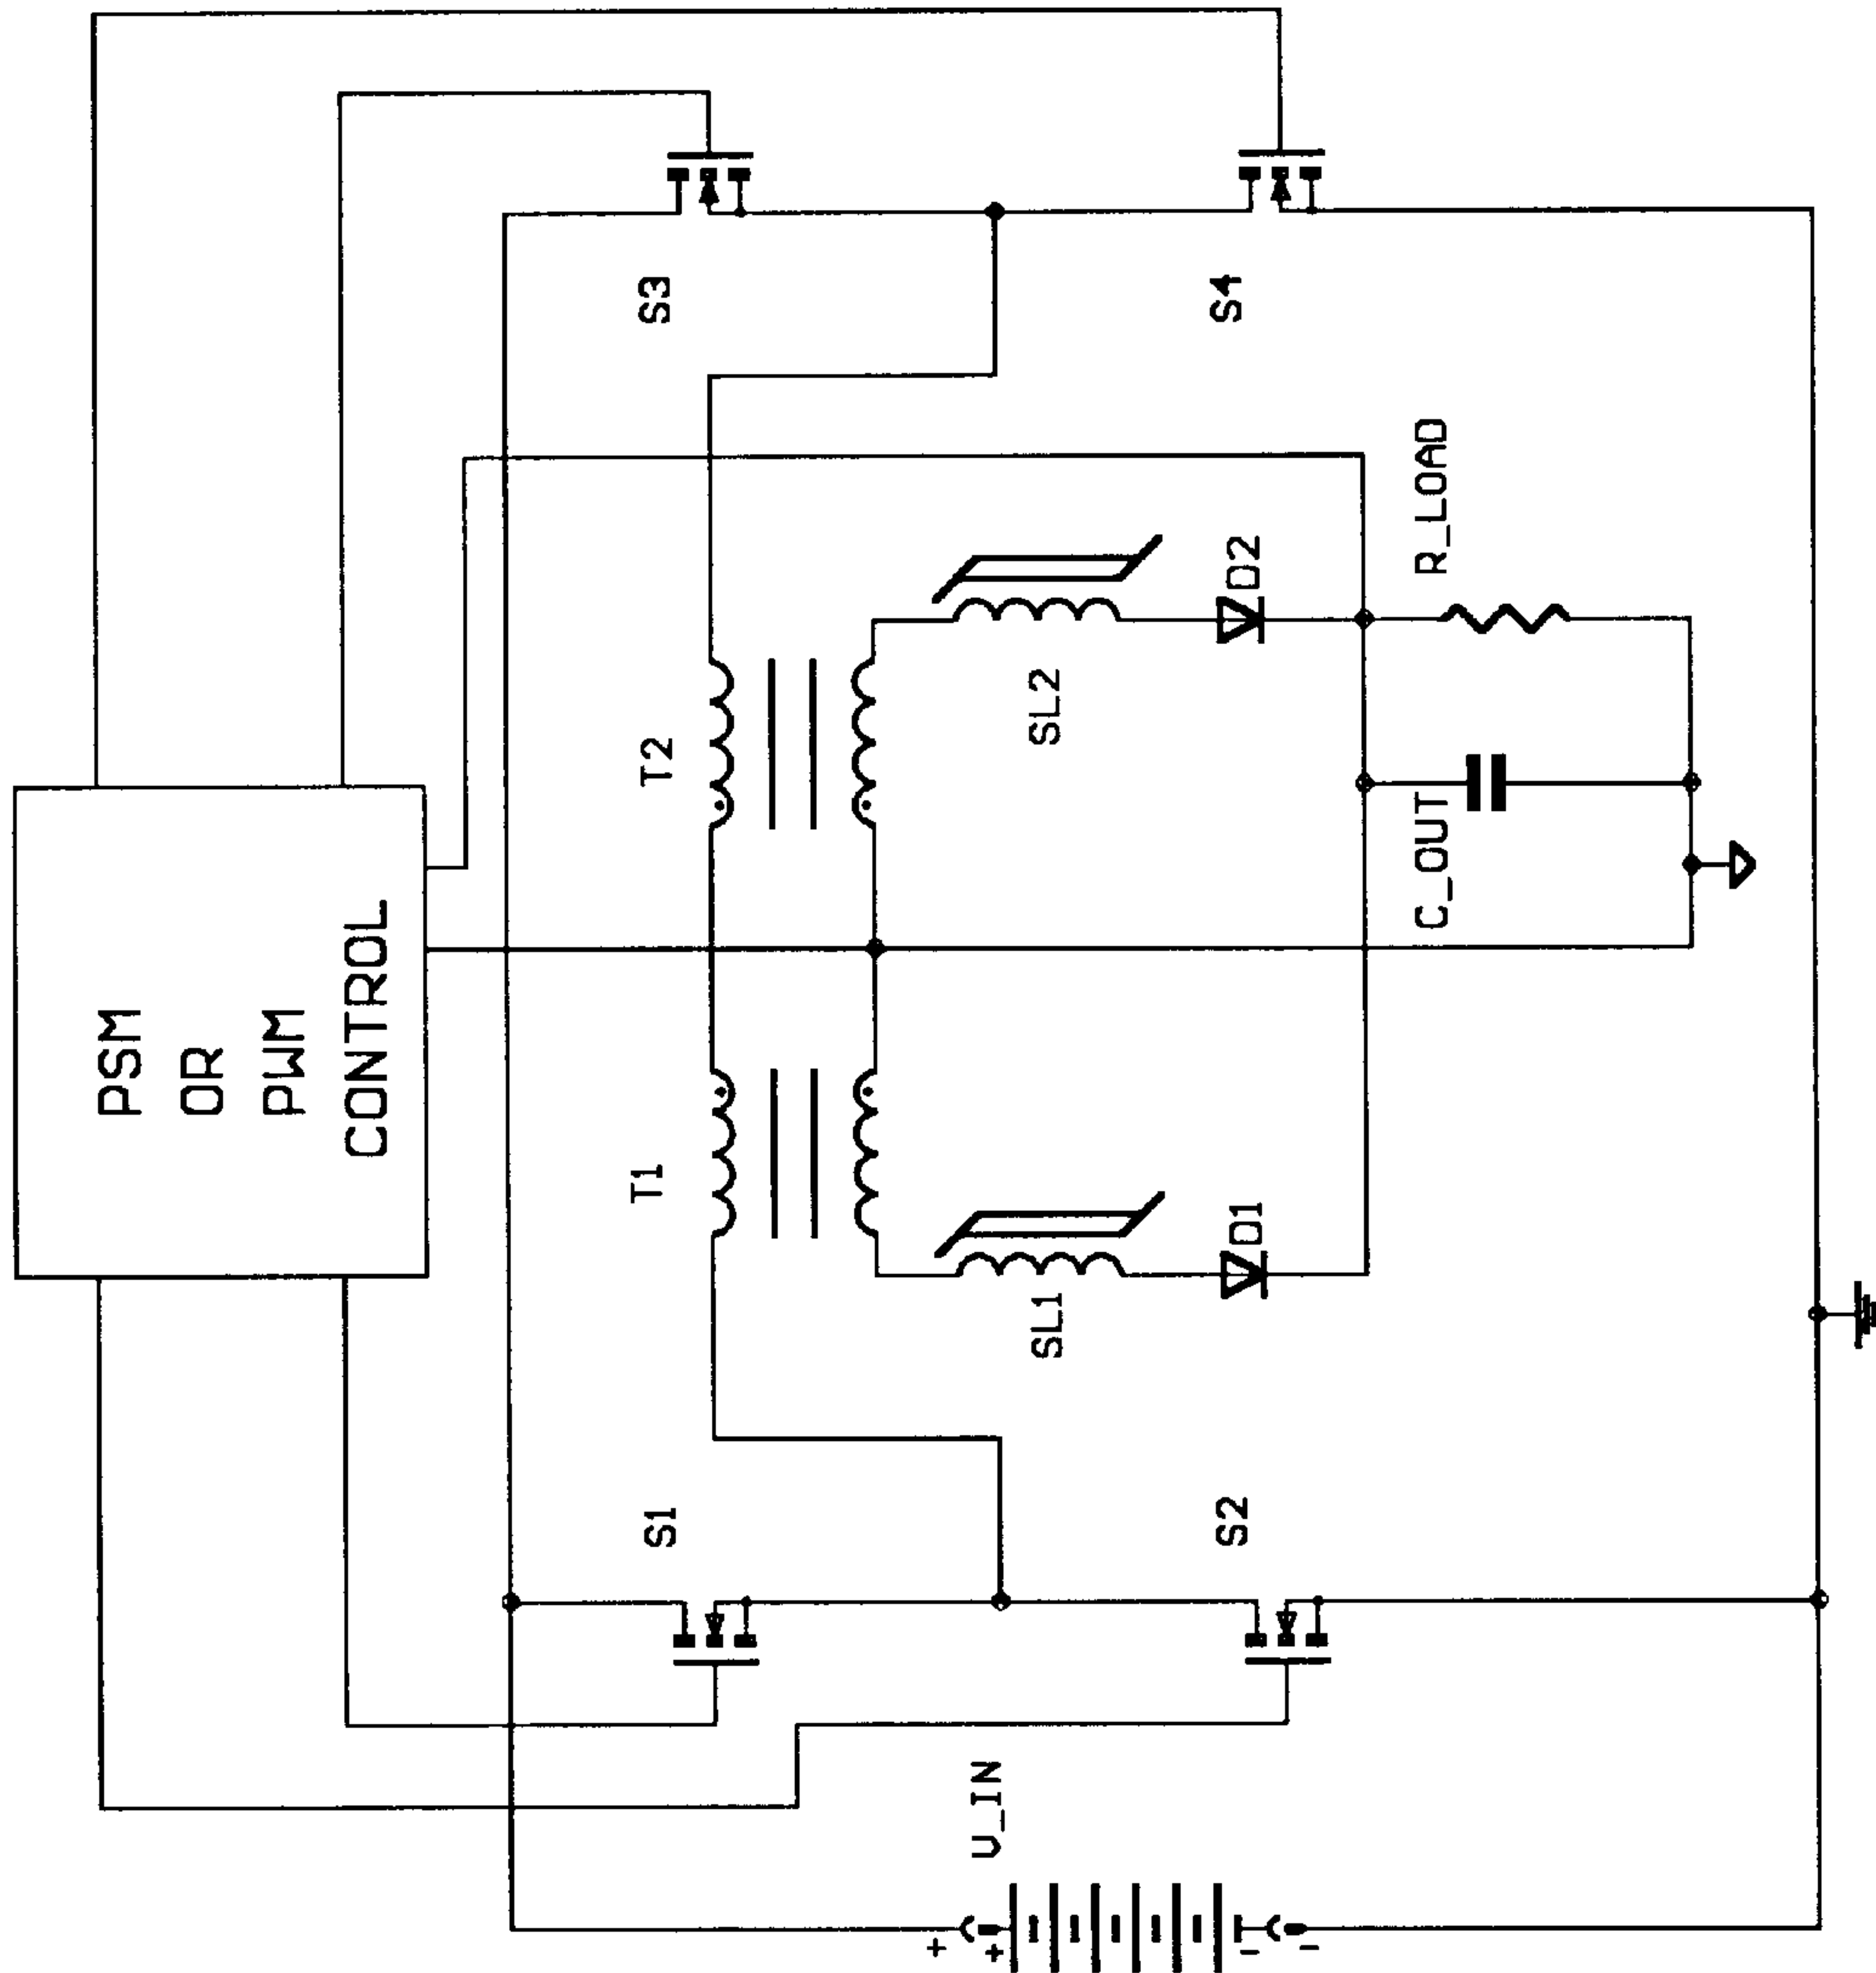 PSM
OR
PWM
CONTROL
S1
T1
T2
S3
+
+
U_IN
-
-
S2
SL1
D1
SL2
D2
S4
C_OUT
R_LOAD